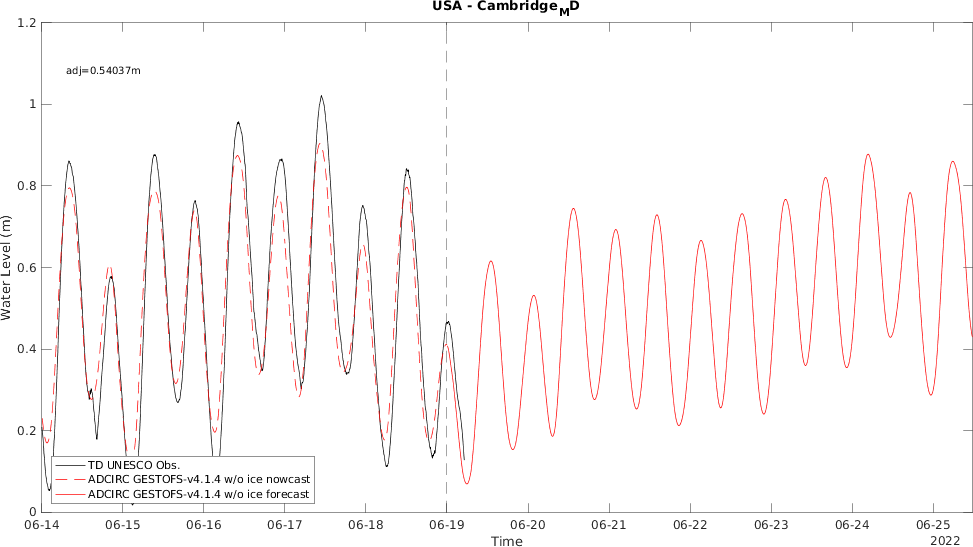 USA - Cambridge_MD
1.2
adj=0.54037m
1
0.8
0.6
0.4
0.2
0
Water Level (m)
TD UNESCO Obs.
ADCIRC GESTOFS-v4.1.4 w/o ice nowcast
ADCIRC GESTOFS-v4.1.4 w/o ice forecast
06-14 06-15 06-16 06-17 06-18 06-19 06-20 06-21 06-22 06-23 06-24 06-25
Time
2022